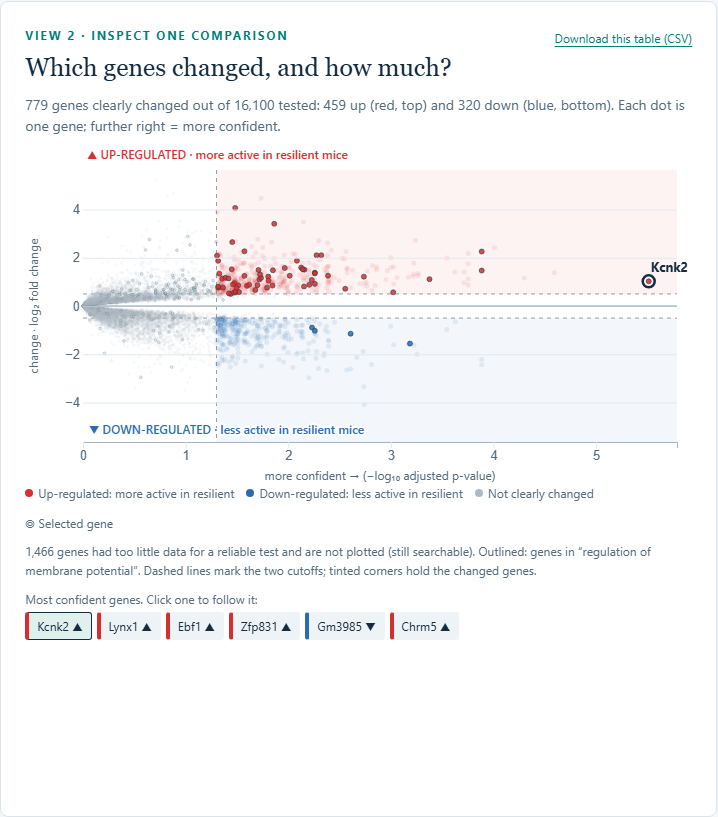 VIEW 2 · INSPECT ONE COMPARISON
Download this table (CSV)
Which genes changed, and how much?
779 genes clearly changed out of 16,100 tested: 459 up (red, top) and 320 down (blue, bottom). Each dot is
one gene; further right = more confident.
▲ UP-REGULATED · more active in resilient mice
change · log₂ fold change
4
2
0
−2
−4
Kcnk2
▼ DOWN-REGULATED · less active in resilient mice
0 1 2 3 4 5
more confident → (−log₁₀ adjusted p-value)
Up-regulated: more active in resilient
Down-regulated: less active in resilient
Not clearly changed
Selected gene
1,466 genes had too little data for a reliable test and are not plotted (still searchable). Outlined: genes in “regulation of
membrane potential”. Dashed lines mark the two cutoffs; tinted corners hold the changed genes.
Most confident genes. Click one to follow it:
Kcnk2 ▲ Lynx1 ▲ Ebf1 ▲ Zfp831 ▲ Gm3985 ▼ Chrm5 ▲